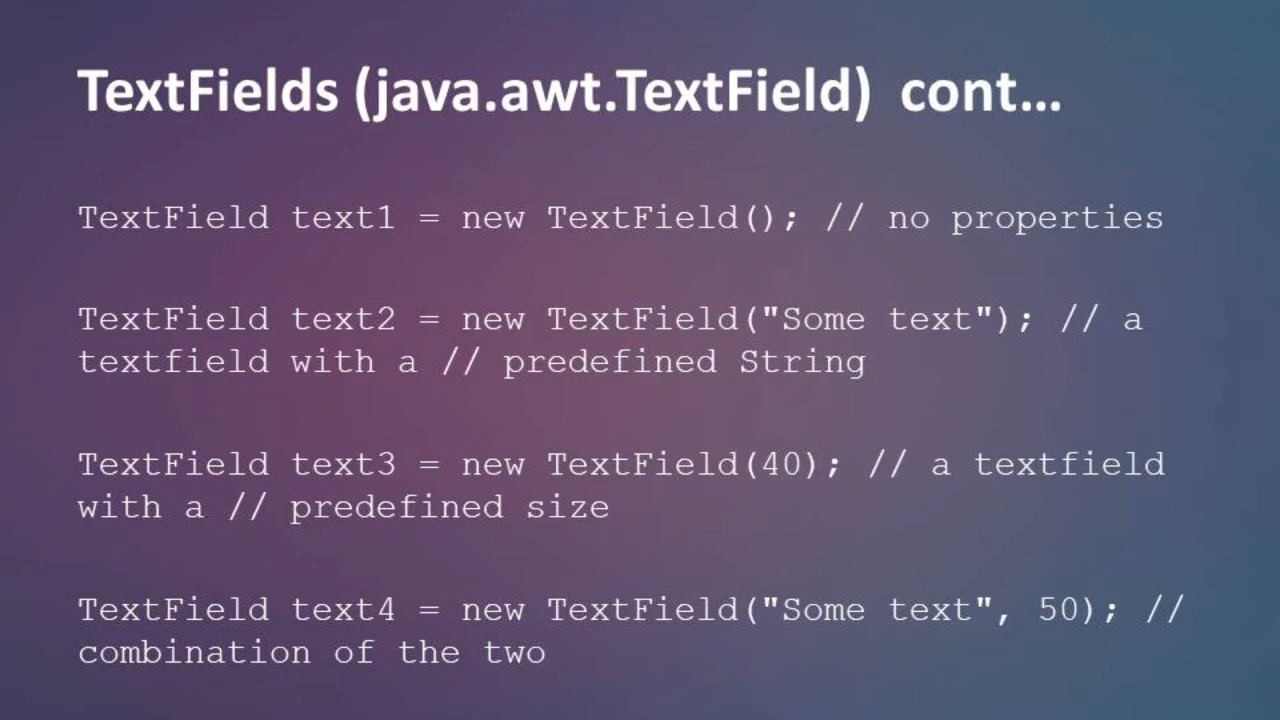 TextFields (java.awt.TextField) cont...
TextField text1 = new TextField(); // no properties
TextField text2 = new TextField("Some text"); // a
textfield with a // predefined String
TextField text3 = new TextField(40); // a textfield
with a // predefined size
TextField text4 = new TextField("Some text", 50); //
combination of the two